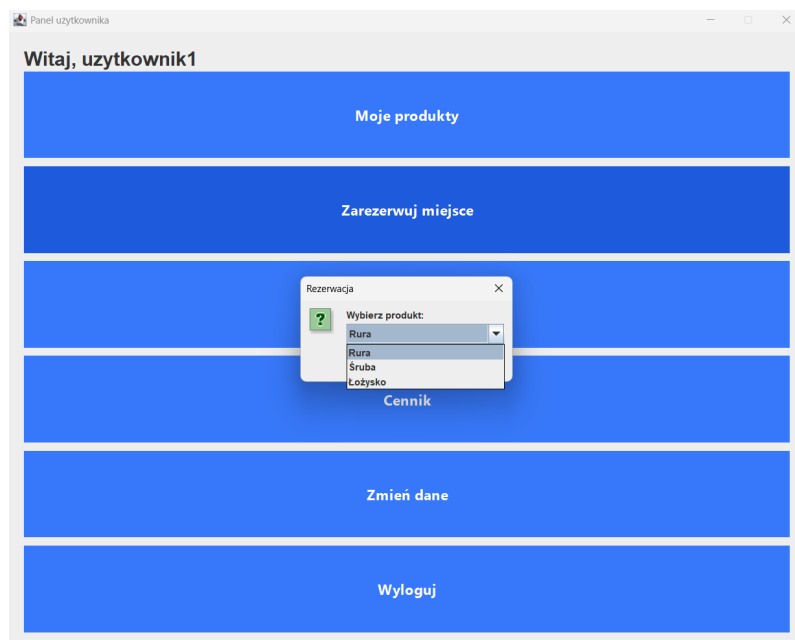 Panel użytkownika
Witaj, uzytkownik1
Moje produkty
Zarezerwuj miejsce
Rezerwacja
?
Wybierz produkt:
Rura
Rura
Śruba
Łożysko
Cennik
Zmień dane
Wyloguj